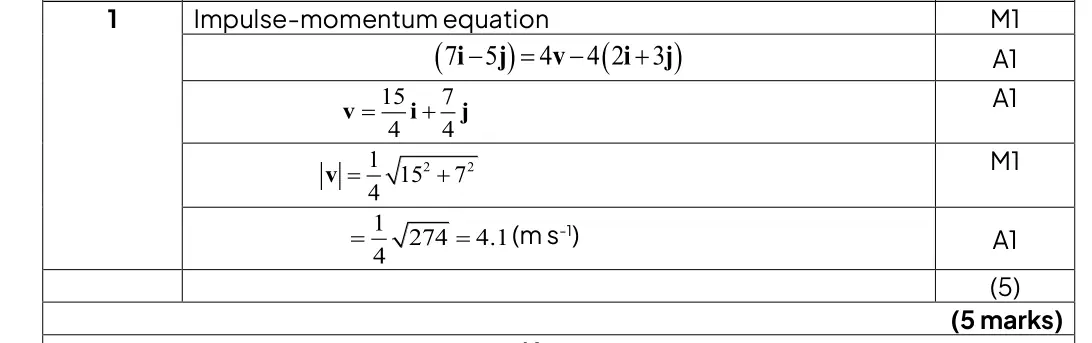 1 Impulse-momentum equation M1
(7i – 5j) = 4v – 4(2i + 3j) A1
v = 15/4 i + 7/4 j A1
|v| = 1/4 √(15² + 7²) M1
= 1/4 √274 = 4.1 (m s⁻¹) A1
(5)
(5 marks)